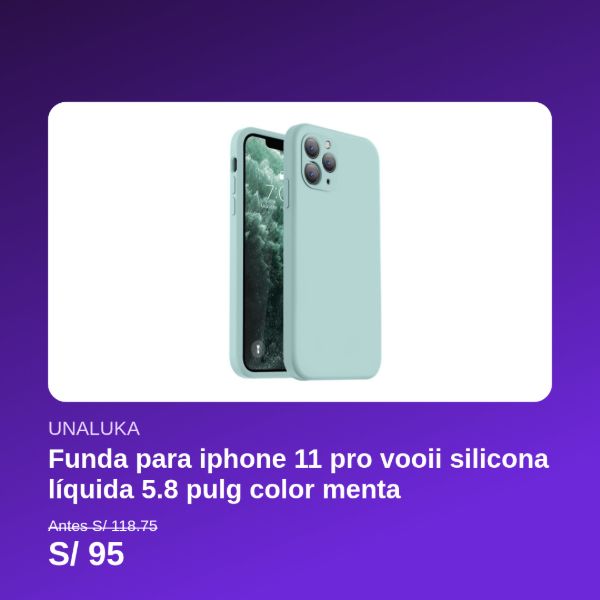 UNALUKA
Funda para iphone 11 pro vooii silicona
líquida 5.8 pulg color menta
Antes S/ 118.75
S/ 95